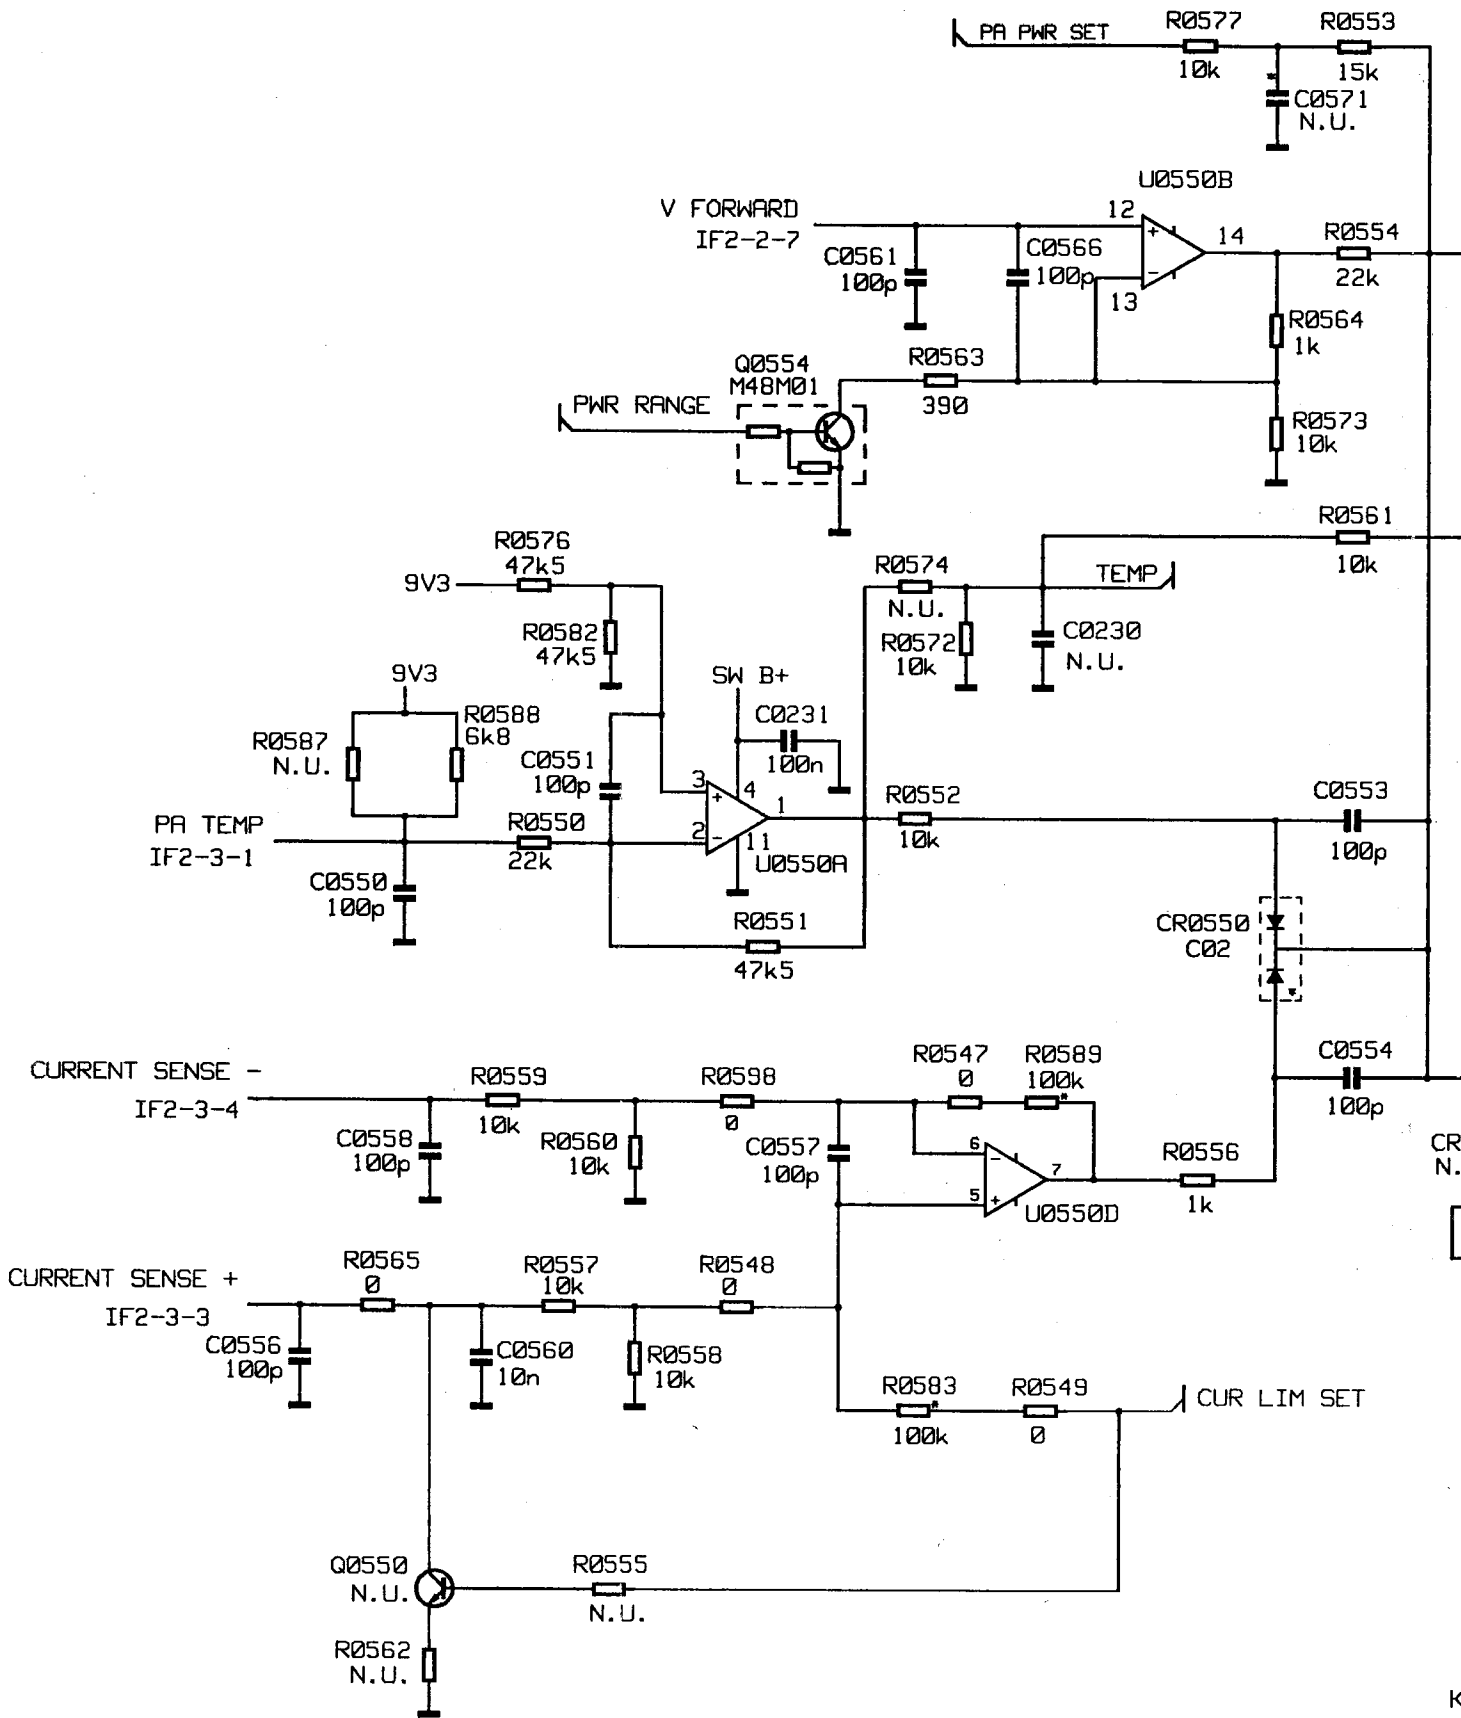 R0577
R0553
PA PWR SET
10k
15k
*
C0571
N.U.
U0550B
V FORWARD
IF2-2-7
12
+
14
R0554
C0561
100p
C0566
100p
-
13
22k
R0564
1k
Q0554
M48M01
R0563
390
PWR RANGE
R0573
10k
R0561
10k
R0576
47k5
9V3
R0574
N.U.
TEMP
R0582
47k5
R0572
10k
C0230
N.U.
9V3
SW B+
R0588
6k8
R0587
N.U.
C0231
100n
C0551
100p
3
+
4
1
R0552
10k
C0553
100p
PA TEMP
IF2-3-1
R0550
22k
2
-
11
U0550A
C0550
100p
R0551
47k5
CR0550
C02
*
CURRENT SENSE -
IF2-3-4
R0559
10k
R0598
0
R0547
0
R0589
100k
*
C0554
100p
C0558
100p
R0560
10k
C0557
100p
6
-
7
5
+
U0550D
R0556
1k
CR
N.
CURRENT SENSE +
IF2-3-3
R0565
0
R0557
10k
R0548
0
C0556
100p
C0560
10n
R0558
10k
R0583
*
100k
R0549
0
CUR LIM SET
Q0550
N.U.
R0555
N.U.
R0562
N.U.
K